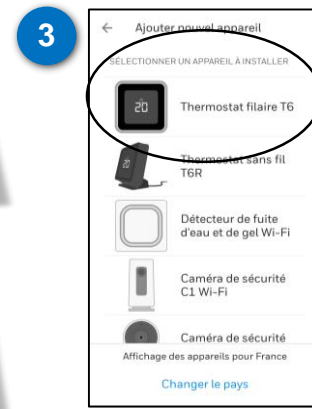 3
← Ajouter nouvel appareil
SÉLECTIONNER UN APPAREIL À INSTALLER
20
Thermostat filaire T6
20
Thermostat sans fil
T6R
Détecteur de fuite
d'eau et de gel Wi-Fi
Caméra de sécurité
C1 Wi-Fi
Caméra de sécurité
Affichage des appareils pour France
Changer le pays